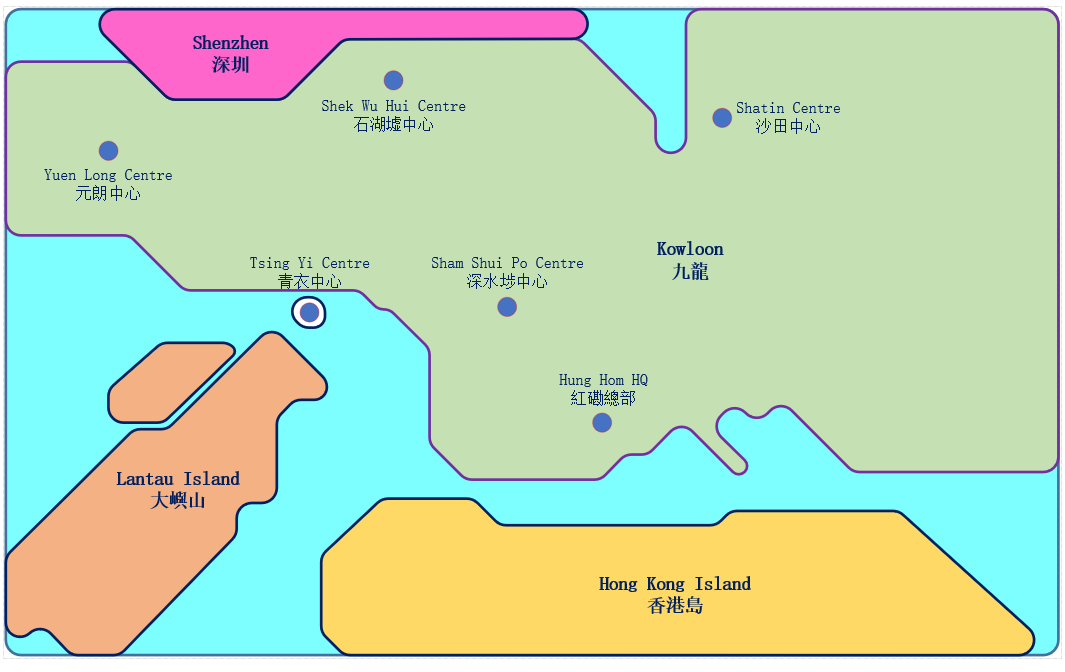 Shenzhen
深圳
Shek Wu Hui Centre
石湖墟中心
Shatin Centre
沙田中心
Yuen Long Centre
元朗中心
Kowloon
九龍
Tsing Yi Centre
青衣中心
Sham Shui Po Centre
深水埗中心
Hung Hom HQ
紅磡總部
Lantau Island
大嶼山
Hong Kong Island
香港島